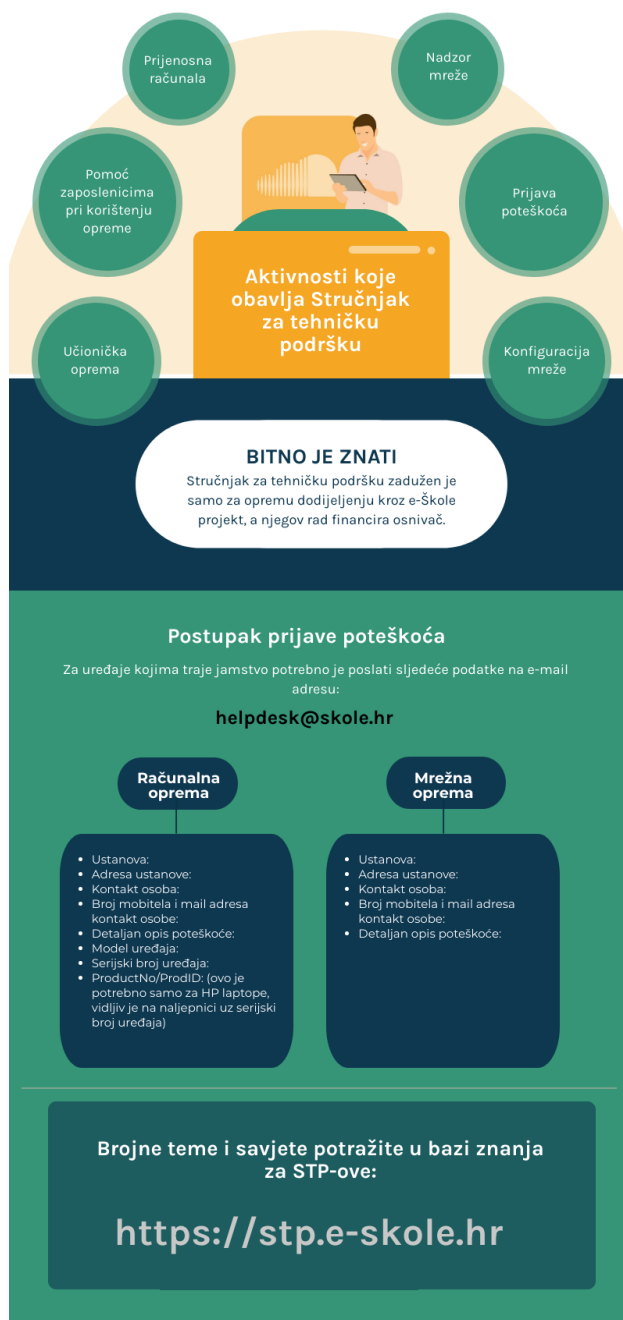 Prijenosna
računala
Nadzor
mreže
Pomoć
zaposlenicima
pri korištenju
opreme
Prijava
poteškoća
Aktivnosti koje
obavlja Stručnjak
za tehničku
podršku
Učionička
oprema
Konfiguracija
mreže
BITNO JE ZNATI
Stručnjak za tehničku podršku zadužen je
samo za opremu dodijeljenju kroz e-Škole
projekt, a njegov rad financira osnivač.
Postupak prijave poteškoća
Za uređaje kojima traje jamstvo potrebno je poslati sljedeće podatke na e-mail
adresu:
helpdesk@skole.hr
Računalna
oprema
• Ustanova:
• Adresa ustanove:
• Kontakt osoba:
• Broj mobitela i mail adresa
kontakt osobe:
• Detaljan opis poteškoće:
• Model uređaja:
• Serijski broj uređaja:
• ProductNo/ProdID: (ovo je
potrebno samo za HP laptope,
vidljiv je na naljepnici uz serijski
broj uređaja)
Mrežna
oprema
• Ustanova:
• Adresa ustanove:
• Kontakt osoba:
• Broj mobitela i mail adresa
kontakt osobe:
• Detaljan opis poteškoće:
Brojne teme i savjete potražite u bazi znanja
za STP-ove:
https://stp.e-skole.hr